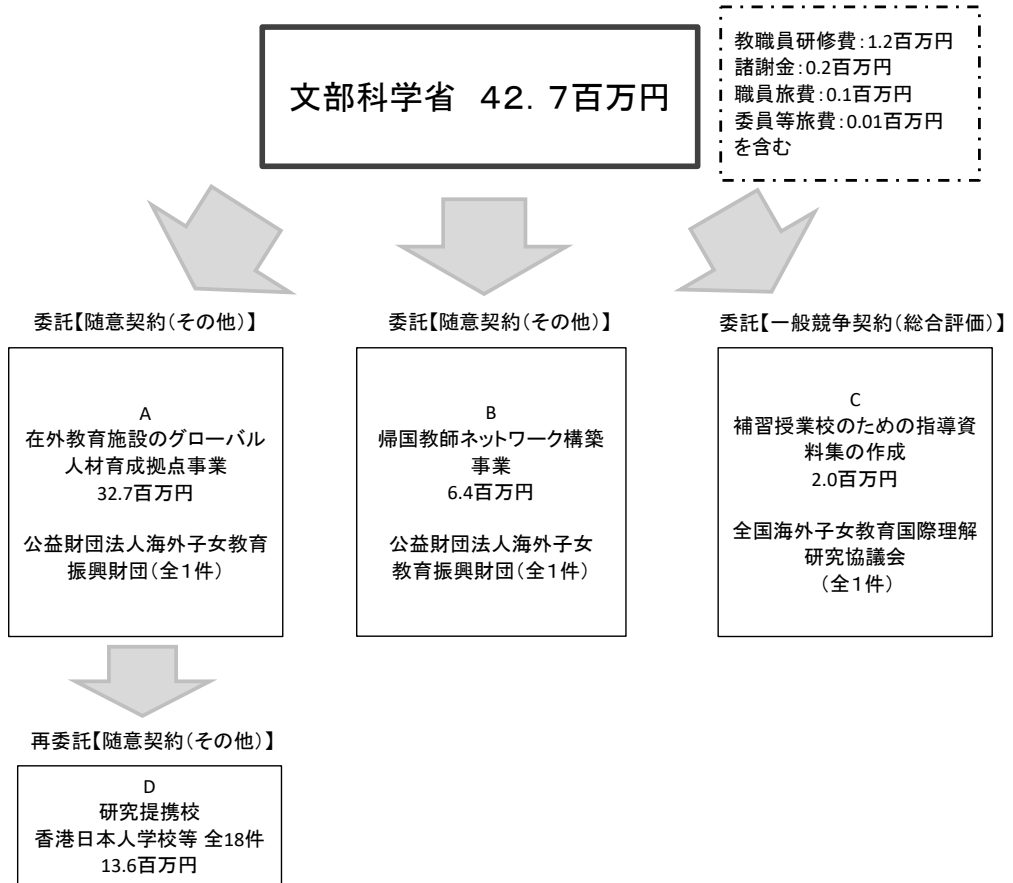 文部科学省　42．7百万円
教職員研修費：1.2百万円
諸謝金：0.2百万円
職員旅費：0.1百万円
委員等旅費：0.01百万円
を含む
委託【随意契約（その他）】
A
在外教育施設のグローバル
人材育成拠点事業
32.7百万円
公益財団法人海外子女教育
振興財団（全１件）
委託【随意契約（その他）】
B
帰国教師ネットワーク構築
事業
6.4百万円
公益財団法人海外子女
教育振興財団（全１件）
委託【一般競争契約（総合評価）】
C
補習授業校のための指導資
料集の作成
2.0百万円
全国海外子女教育国際理解
研究協議会
（全１件）
再委託【随意契約（その他）】
D
研究提携校
香港日本人学校等 全18件
13.6百万円